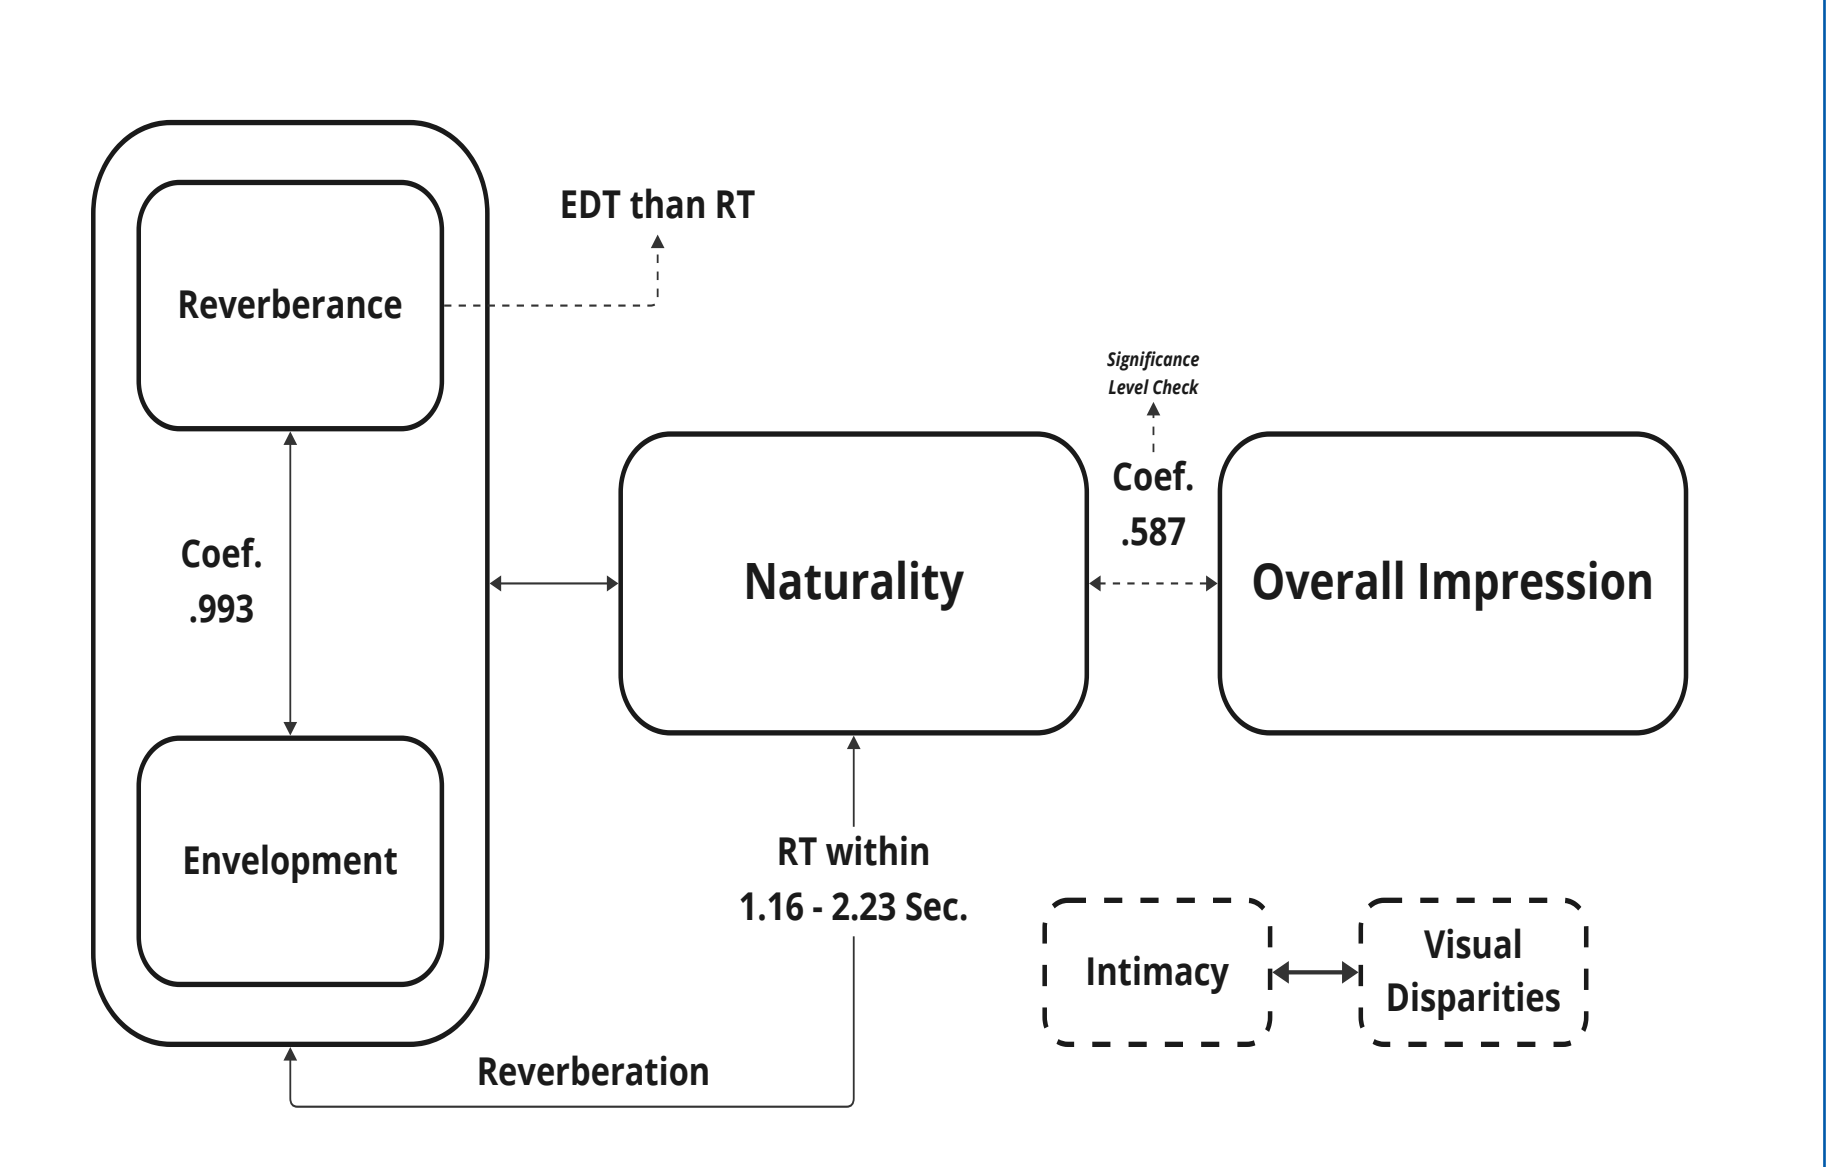 EDT than RT
Reverberance
Significance
Level Check
Coef.
.587
Coef.
.993
Naturality
Overall Impression
Envelopment
RT within
1.16 - 2.23 Sec.
Intimacy
Visual
Disparities
Reverberation